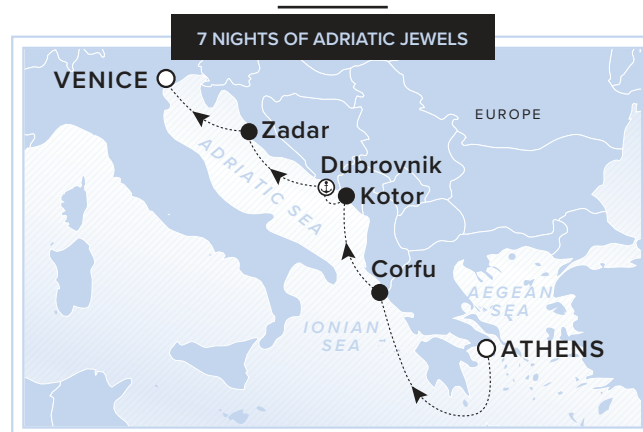 7 NIGHTS OF ADRIATIC JEWELS
VENICE
EUROPE
Zadar
ADRIATIC SEA
Dubrovnik
Kotor
Corfu
AEGEAN
SEA
IONIAN
SEA
ATHENS